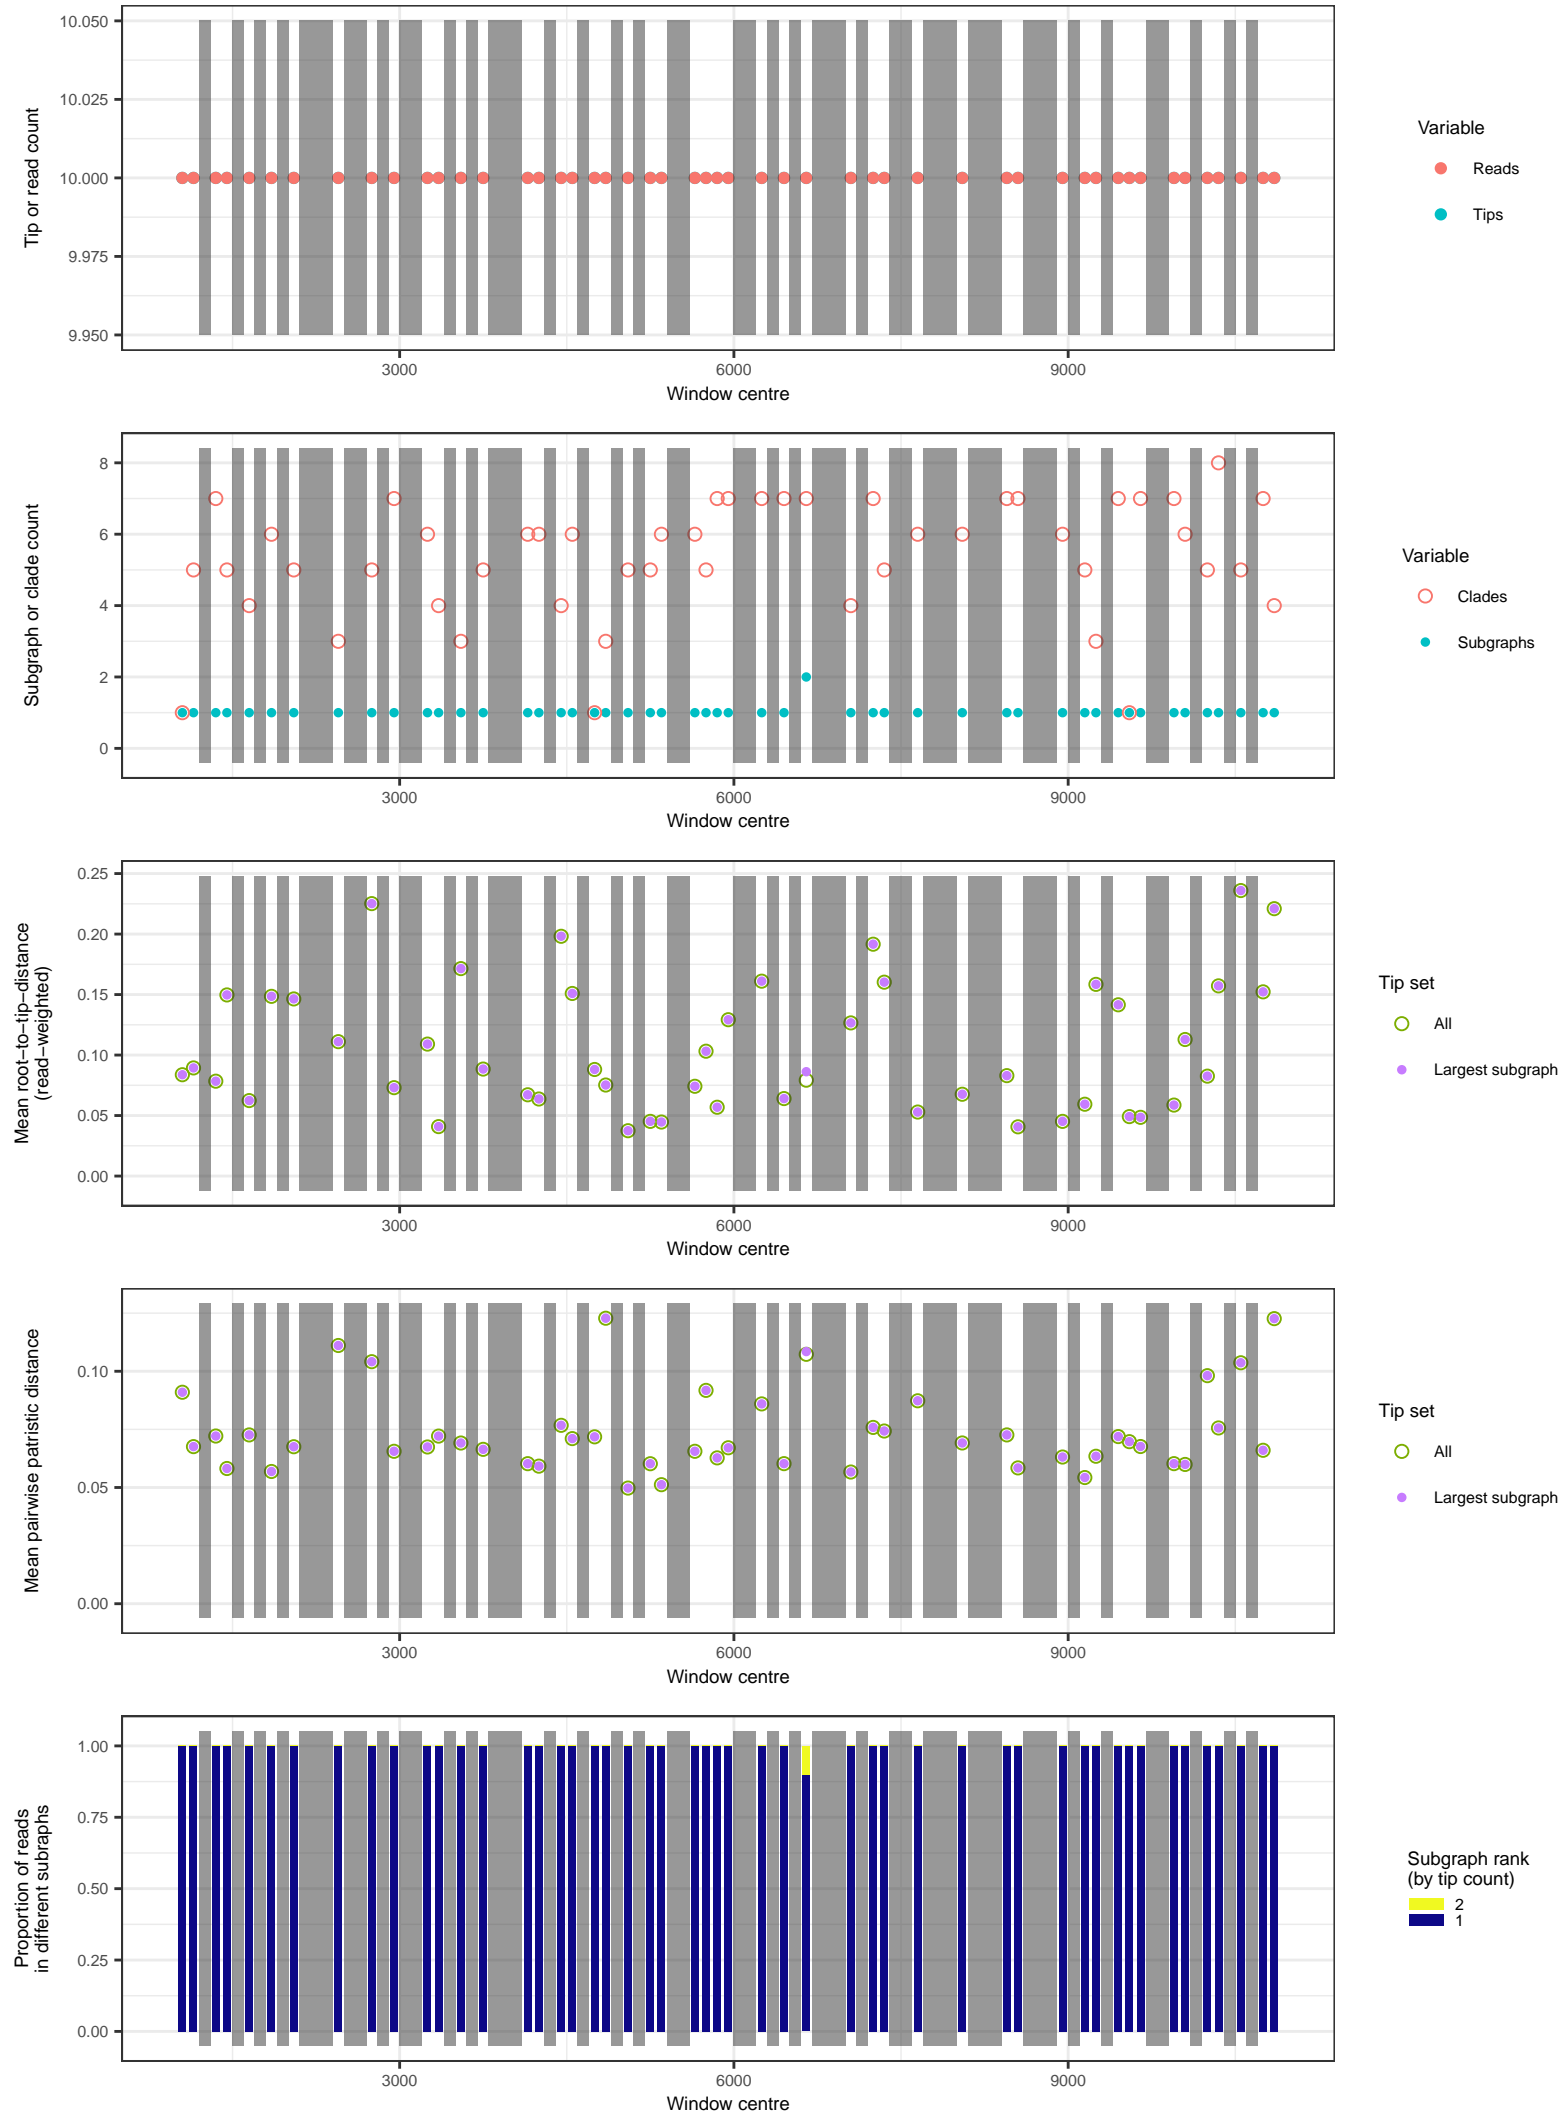 10.050
10.025
10.000
9.975
9.950
Tip or read count
3000
6000
9000
Window centre
Variable
Reads
Tips
8
6
4
2
0
Subgraph or clade count
3000
6000
9000
Window centre
Variable
Clades
Subgraphs
0.25
0.20
0.15
0.10
0.05
0.00
Mean root−to−tip−distance
(read−weighted)
3000
6000
9000
Window centre
Tip set
All
Largest subgraph
0.10
0.05
0.00
Mean pairwise patristic distance
3000
6000
9000
Window centre
Tip set
All
Largest subgraph
1.00
0.75
0.50
0.25
0.00
Proportion of reads
in different subraphs
3000
6000
9000
Window centre
Subgraph rank
(by tip count)
2
1